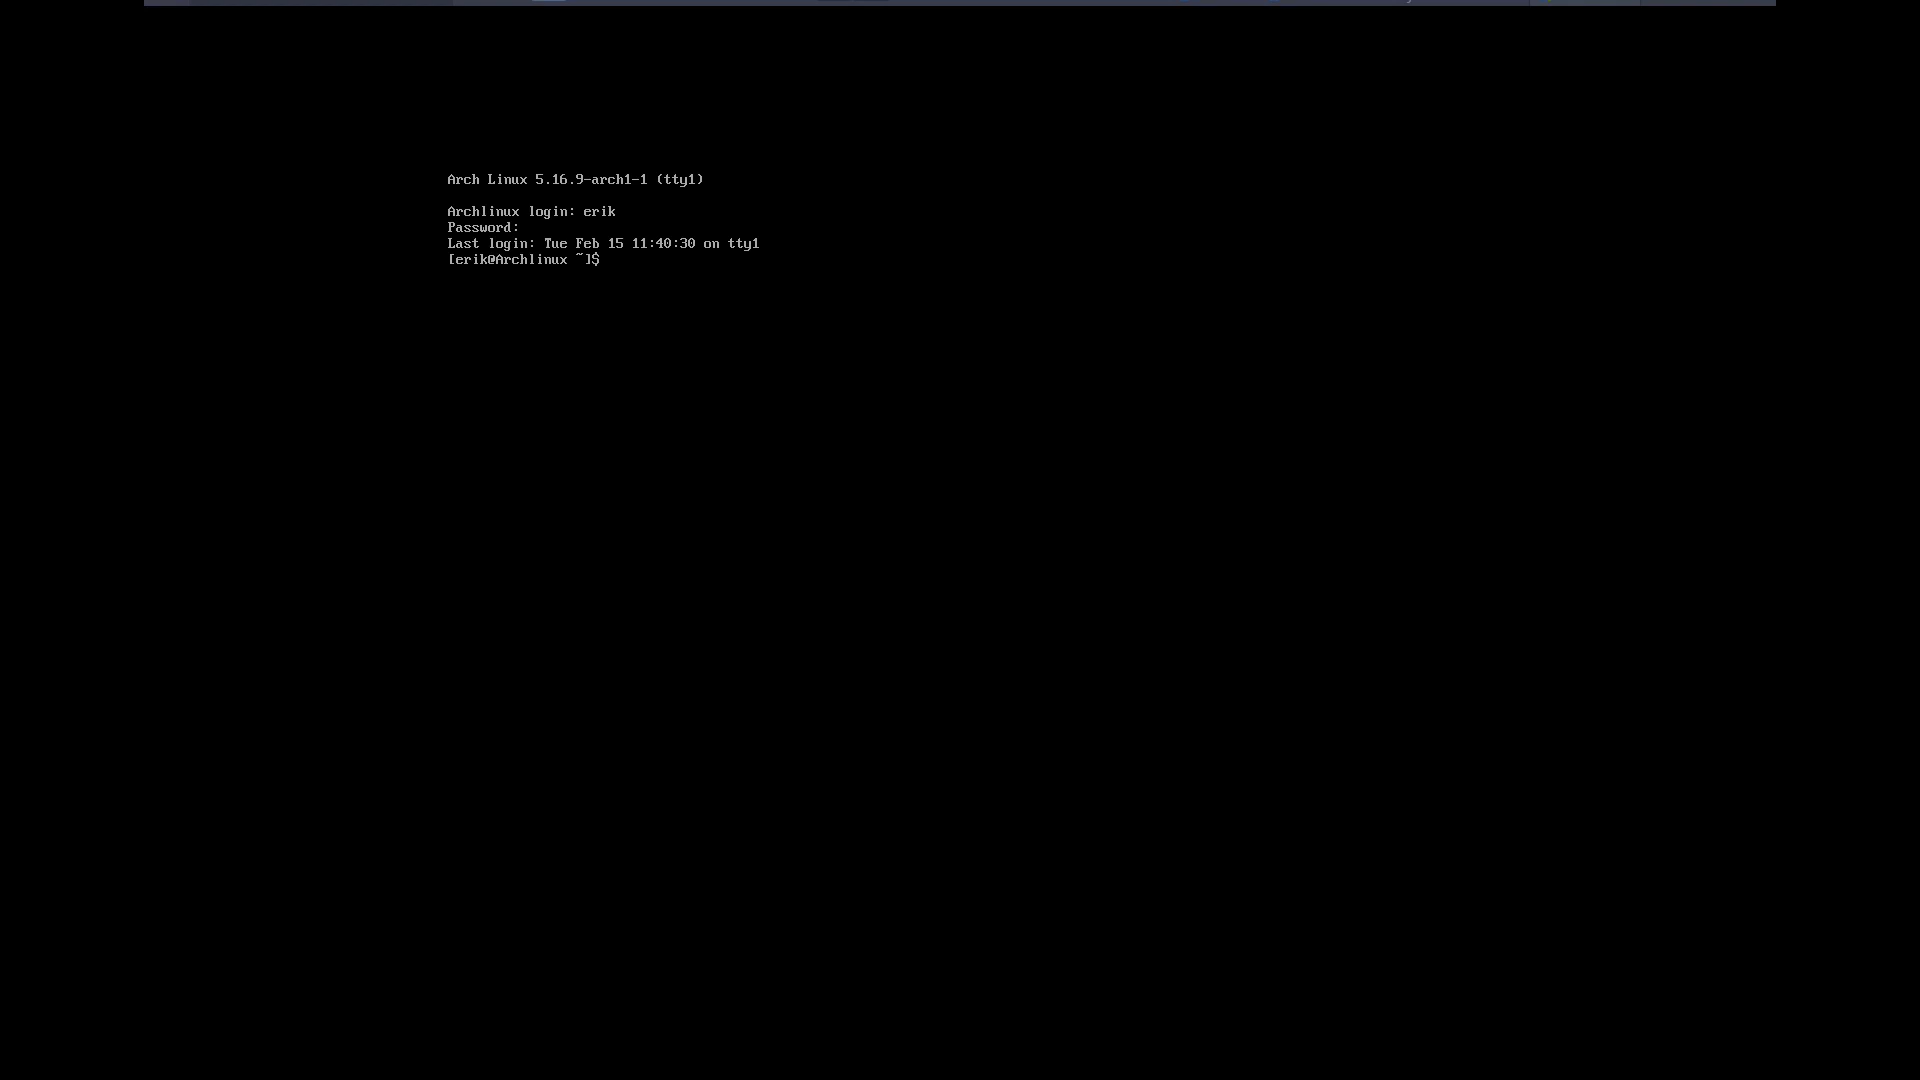 Arch Linux 5.16.9-arch1-1 (tty1)
Archlinux login: erik
Password:
Last login: Tue Feb 15 11:40:30 on tty1
[erik@Archlinux ~]$